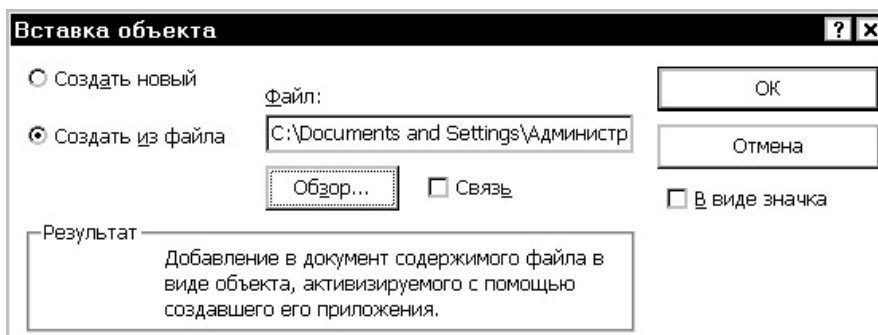 Вставка объекта
Создать новый
Файл:
Создать из файла
C:\Documents and Settings\Администр
Обзор...
Связь
ОК
Отмена
В виде значка
Результат
Добавление в документ содержимого файла в
виде объекта, активизируемого с помощью
создавшего его приложения.